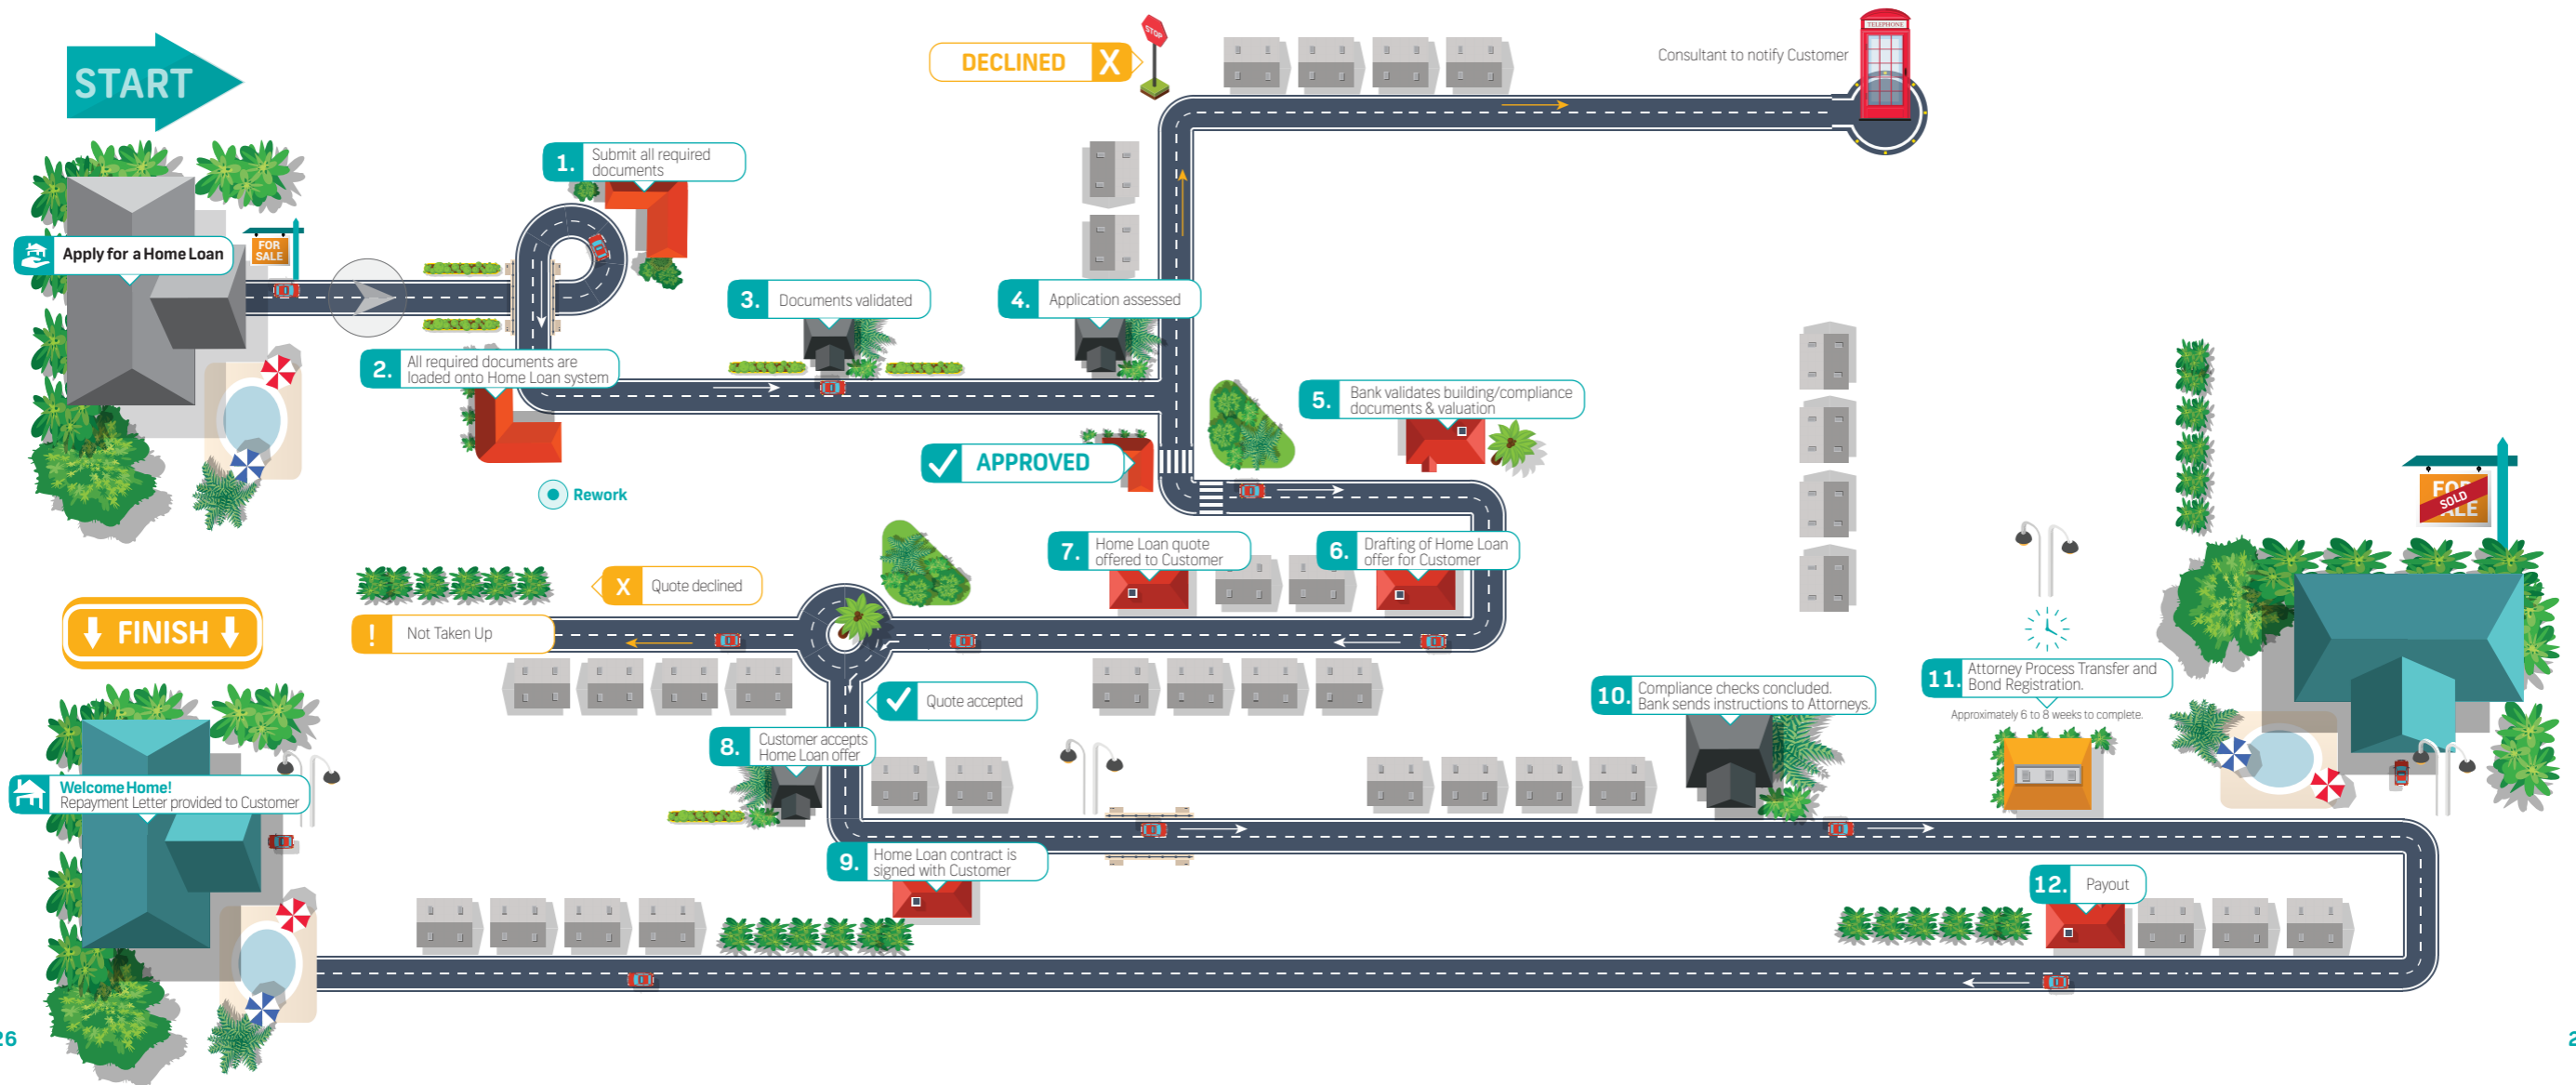 START
Apply for a Home Loan
FOR
SALE
1.
Submit all required
documents
2.
All required documents are
loaded onto Home Loan system
Rework
3.
Documents validated
4.
Application assessed
DECLINED X
STOP
Consultant to notify Customer
TELEPHONE
APPROVED
5.
Bank validates building/compliance
documents & valuation
6.
Drafting of Home Loan
offer for Customer
7.
Home Loan quote
offered to Customer
X Quote declined
! Not Taken Up
Quote accepted
8.
Customer accepts
Home Loan offer
9.
Home Loan contract is
signed with Customer
10.
Compliance checks concluded.
Bank sends instructions to Attorneys.
11.
Attorney Process Transfer and
Bond Registration.
Approximately 6 to 8 weeks to complete.
FOR
SOLD
ALE
12.
Payout
FINISH
Welcome Home!
Repayment Letter provided to Customer
26
2